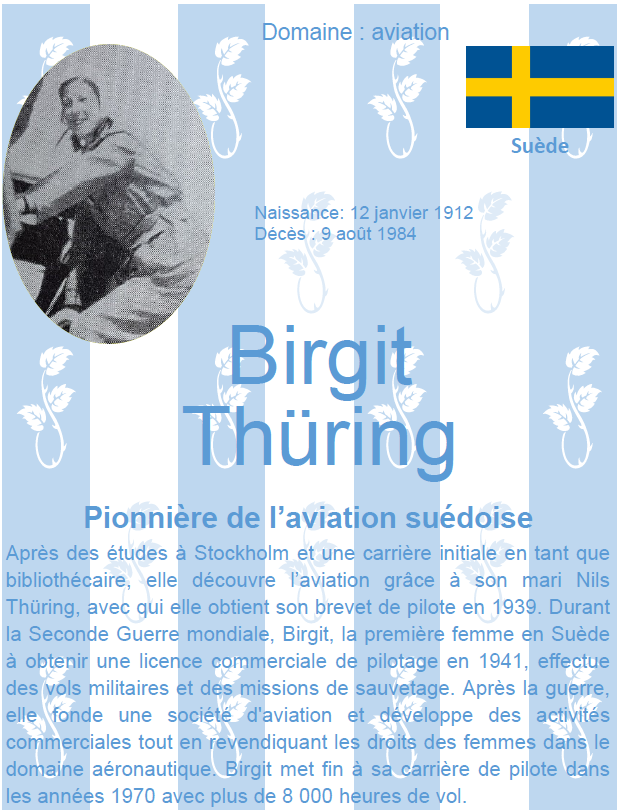 Domaine : aviation
Suède
Naissance: 12 janvier 1912
Décès : 9 août 1984
Birgit
Thüring
Pionnière de l’aviation suédoise
Après des études à Stockholm et une carrière initiale en tant que
bibliothécaire, elle découvre l’aviation grâce à son mari Nils
Thüring, avec qui elle obtient son brevet de pilote en 1939. Durant
la Seconde Guerre mondiale, Birgit, la première femme en Suède
à obtenir une licence commerciale de pilotage en 1941, effectue
des vols militaires et des missions de sauvetage. Après la guerre,
elle fonde une société d'aviation et développe des activités
commerciales tout en revendiquant les droits des femmes dans le
domaine aéronautique. Birgit met fin à sa carrière de pilote dans
les années 1970 avec plus de 8 000 heures de vol.